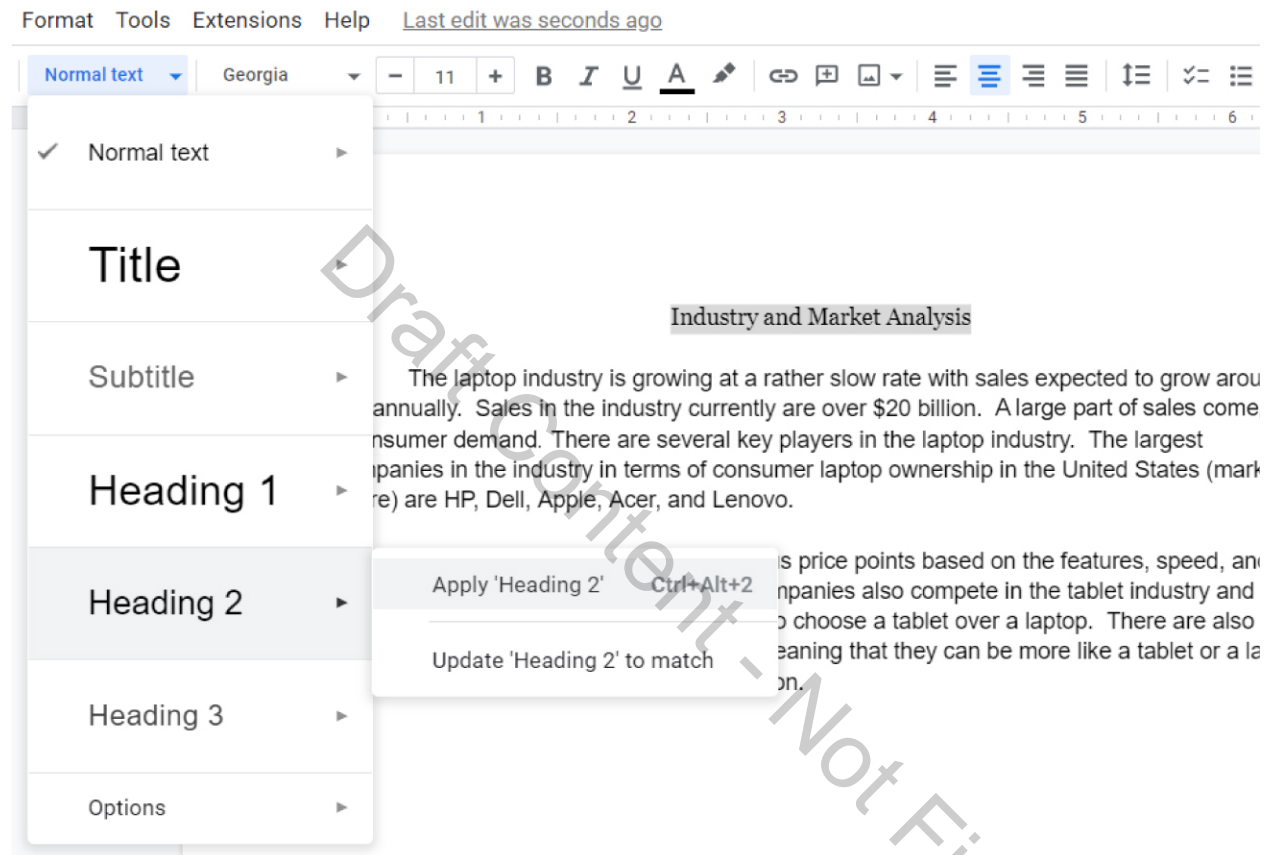 Format Tools Extensions Help Last edit was seconds ago
Normal text Georgia − 11 + B I U A
1 2 3 4 5 6
Normal text
Title
Subtitle
Heading 1
Heading 2
Heading 3
Options
Apply 'Heading 2' Ctrl+Alt+2
Update 'Heading 2' to match
Industry and Market Analysis
The laptop industry is growing at a rather slow rate with sales expected to grow arou
annually. Sales in the industry currently are over $20 billion. A large part of sales come
nsumer demand. There are several key players in the laptop industry. The largest
panies in the industry in terms of consumer laptop ownership in the United States (mark
re) are HP, Dell, Apple, Acer, and Lenovo.
s price points based on the features, speed, and
mpanies also compete in the tablet industry and
o choose a tablet over a laptop. There are also
eaning that they can be more like a tablet or a la
on.
Draft Content - Not Fi